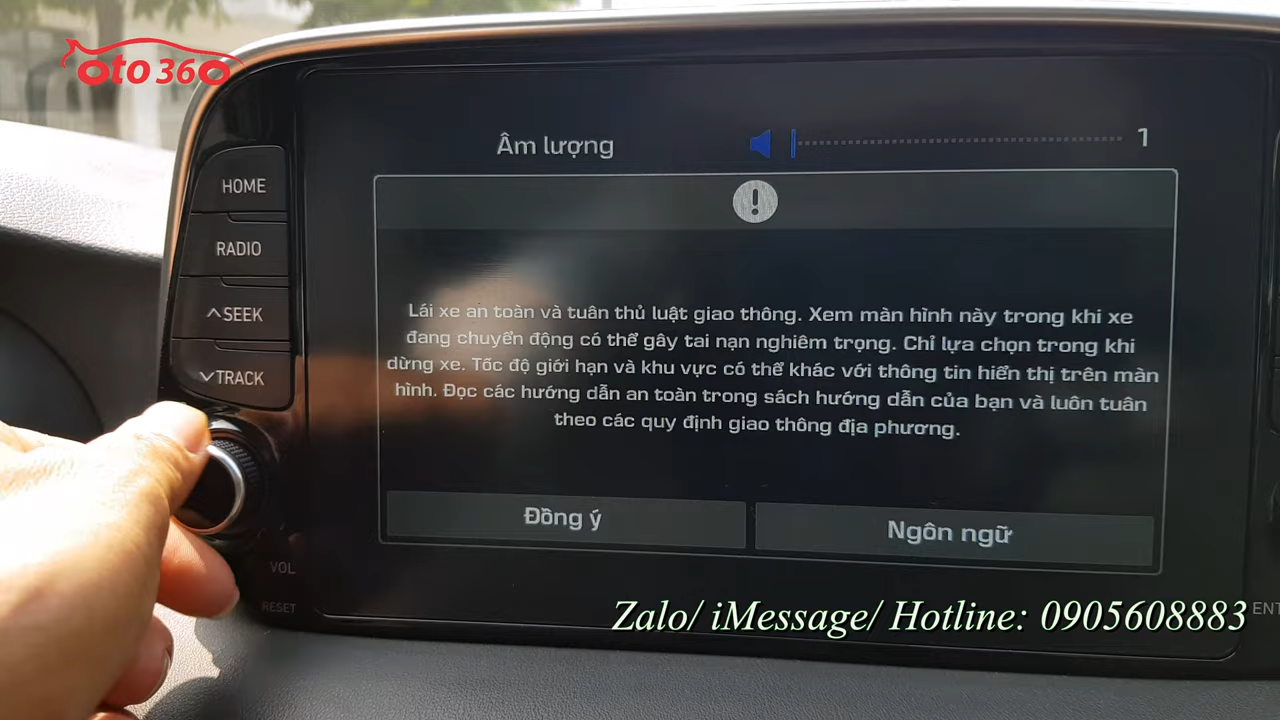 oto 360
Âm lượng
1
HOME
RADIO
SEEK
TRACK
Lái xe an toàn và tuân thủ luật giao thông. Xem màn hình này trong khi xe
đang chuyển động có thể gây tai nạn nghiêm trọng. Chỉ lựa chọn trong khi
dừng xe. Tốc độ giới hạn và khu vực có thể khác với thông tin hiển thị trên màn
hình. Đọc các hướng dẫn an toàn trong sách hướng dẫn của bạn và luôn tuân
theo các quy định giao thông địa phương.
Đồng ý
Ngôn ngữ
VOL
RESET
Zalo/ iMessage/ Hotline: 0905608883